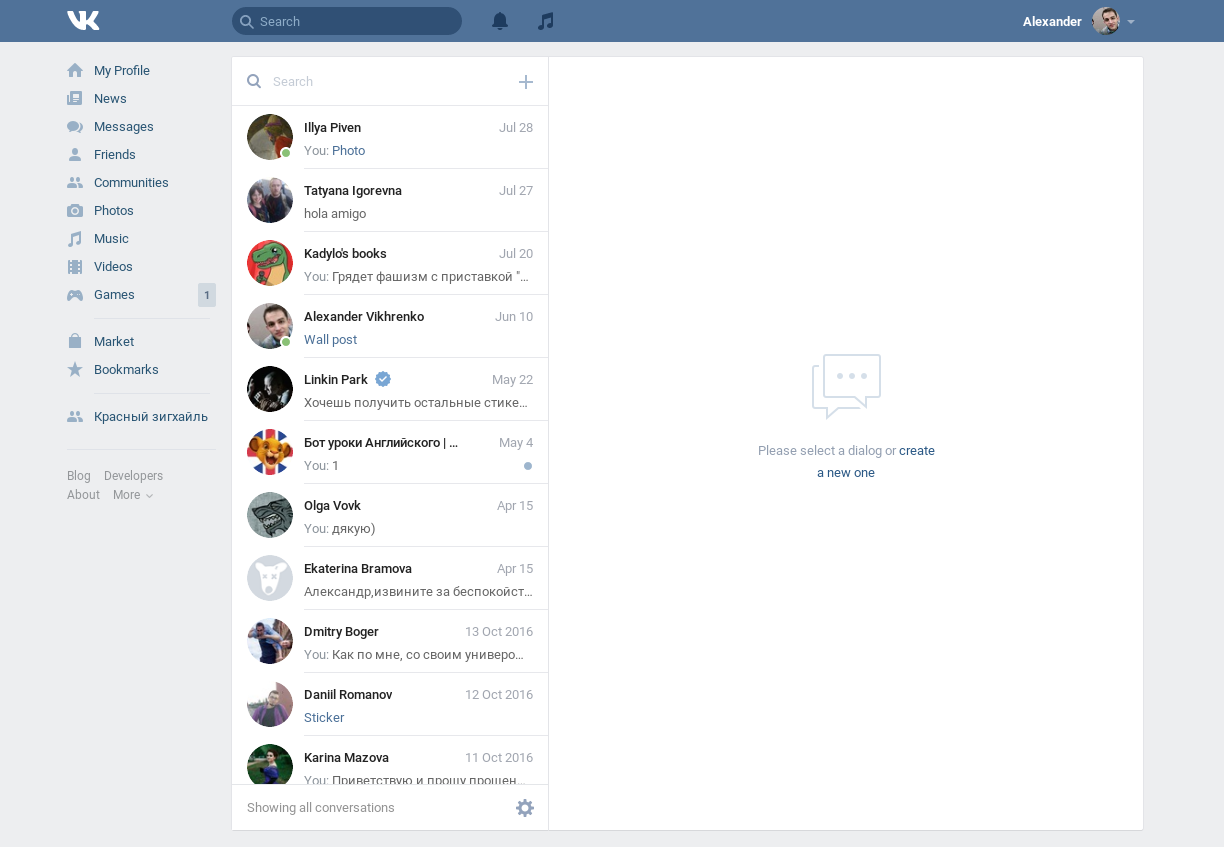 Search
Alexander
My Profile
News
Messages
Friends
Communities
Photos
Music
Videos
Games 1
Market
Bookmarks
Красный зигхайль
Blog Developers
About More
Search
Illya Piven Jul 28
You: Photo
Tatyana Igorevna Jul 27
hola amigo
Kadylo's books Jul 20
You: Грядет фашизм с приставкой "...
Alexander Vikhrenko Jun 10
Wall post
Linkin Park May 22
Хочешь получить остальные стике...
Бот уроки Английского | ... May 4
You: 1
Olga Vovk Apr 15
You: дякую)
Ekaterina Bramova Apr 15
Александр,извините за беспокойст...
Dmitry Boger 13 Oct 2016
You: Как по мне, со своим универо...
Daniil Romanov 12 Oct 2016
Sticker
Karina Mazova 11 Oct 2016
You: Приветствую и прошу прощен...
Showing all conversations
Please select a dialog or create
a new one